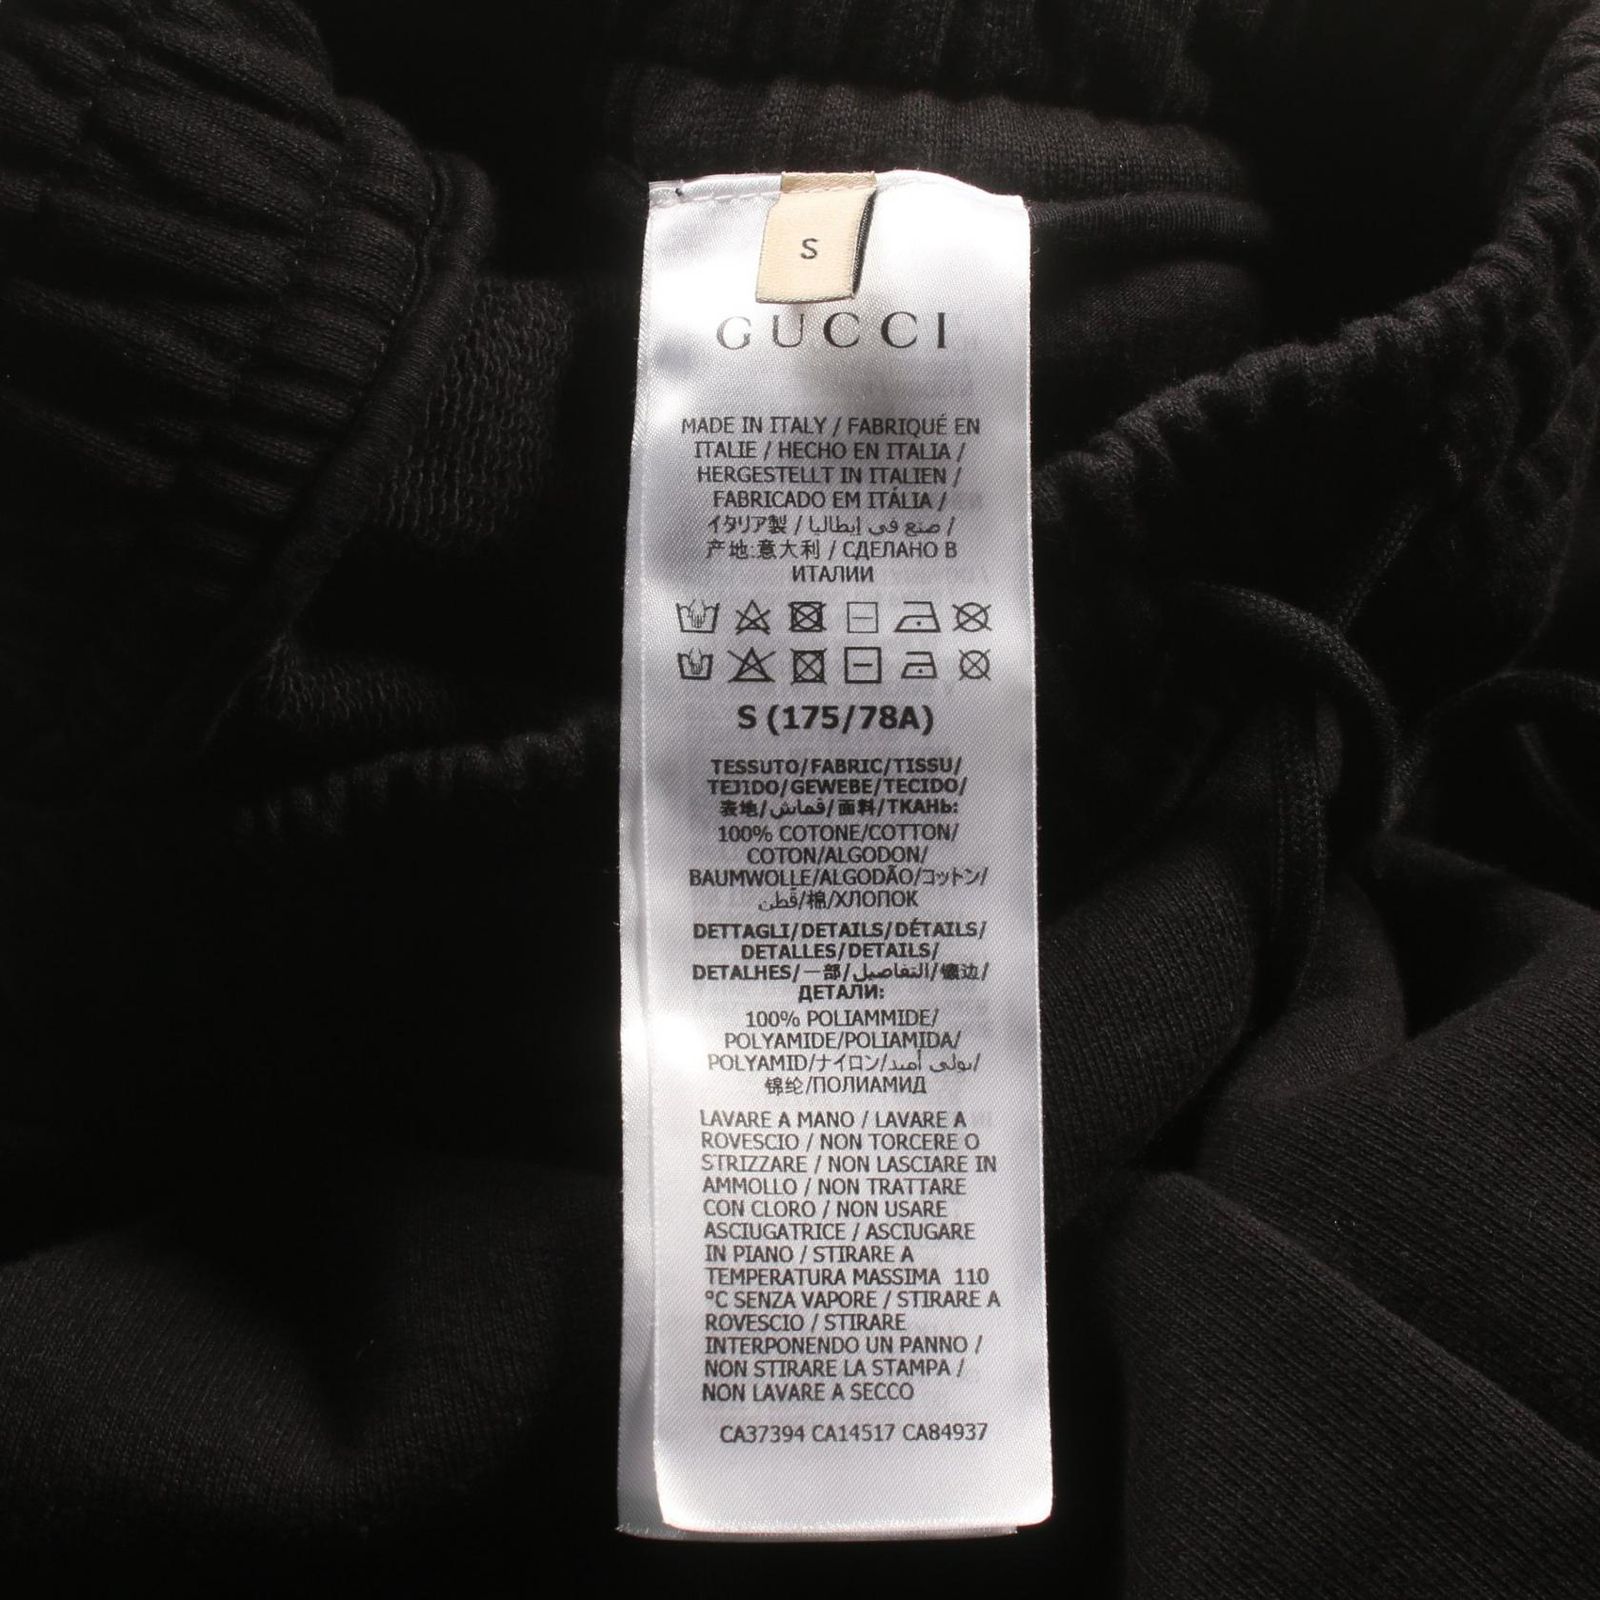 S
GUCCI
MADE IN ITALY / FABRIQUÉ EN
ITALIE / HECHO EN ITALIA /
HERGESTELLT IN ITALIEN /
FABRICADO EM ITÁLIA /
イタリア製 / صنع في إيطاليا /
产地:意大利 / СДЕЛАНО В
ИТАЛИИ
S (175/78A)
TESSUTO/FABRIC/TISSU/
TEJIDO/GEWEBE/TECIDO/
表地/قماش/面料/ТКАНЬ:
100% COTONE/COTTON/
COTON/ALGODON/
BAUMWOLLE/ALGODÃO/コットン/
قطن/棉/ХЛОПОК
DETTAGLI/DETAILS/DÉTAILS/
DETALLES/DETAILS/
DETALHES/一部/التفاصيل/镶边/
ДЕТАЛИ:
100% POLIAMMIDE/
POLYAMIDE/POLIAMIDA/
POLYAMID/ナイロン/بولي أميد/
锦纶/ПОЛИАМИД
LAVARE A MANO / LAVARE A
ROVESCIO / NON TORCERE O
STRIZZARE / NON LASCIARE IN
AMMOLLO / NON TRATTARE
CON CLORO / NON USARE
ASCIUGATRICE / ASCIUGARE
IN PIANO / STIRARE A
TEMPERATURA MASSIMA 110
°C SENZA VAPORE / STIRARE A
ROVESCIO / STIRARE
INTERPONENDO UN PANNO /
NON STIRARE LA STAMPA /
NON LAVARE A SECCO
CA37394 CA14517 CA84937